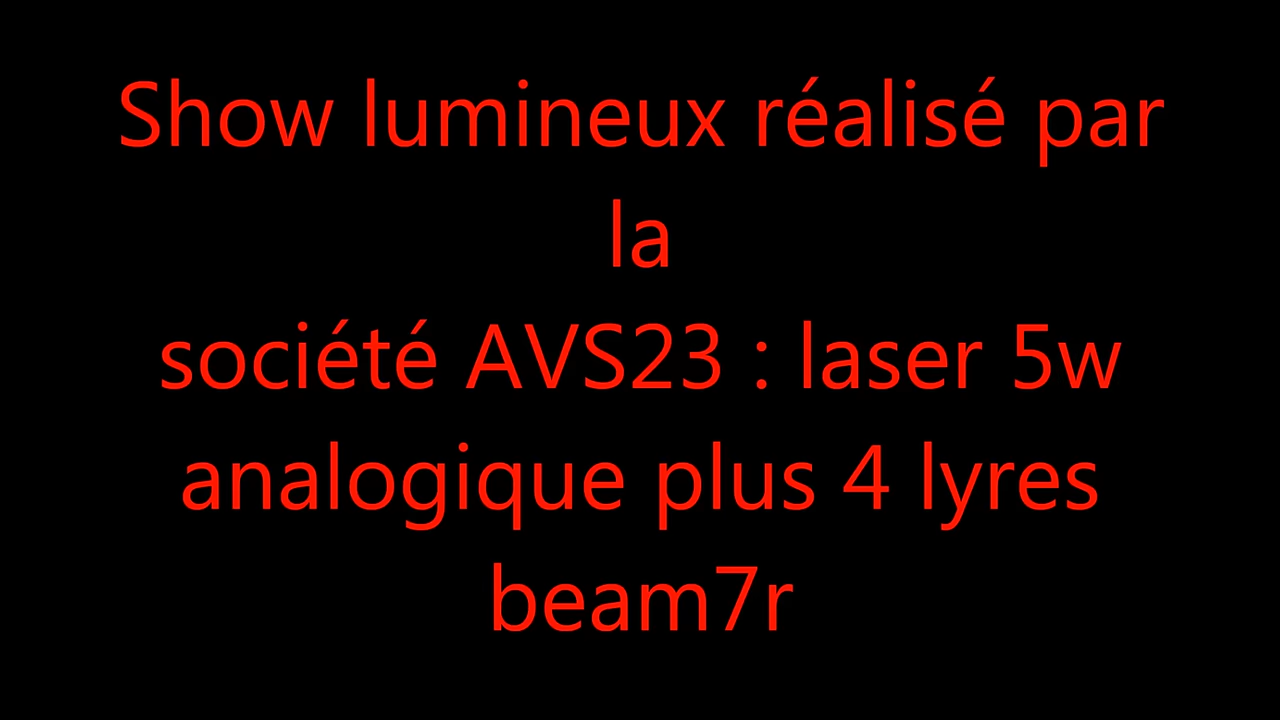 Show lumineux réalisé par
la
société AVS23 : laser 5w
analogique plus 4 lyres
beam7r